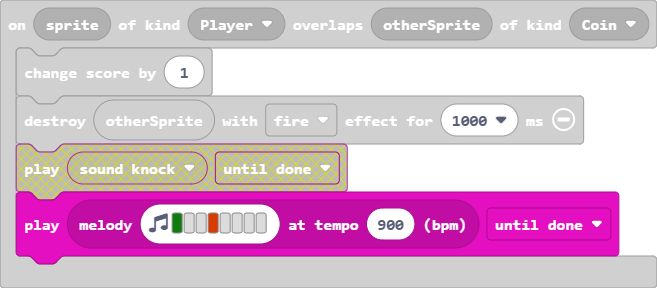 on sprite of kind Player overlaps otherSprite of kind Coin
change score by 1
destroy otherSprite with fire effect for 1000 ms
play sound knock until done
play melody at tempo 900 (bpm) until done